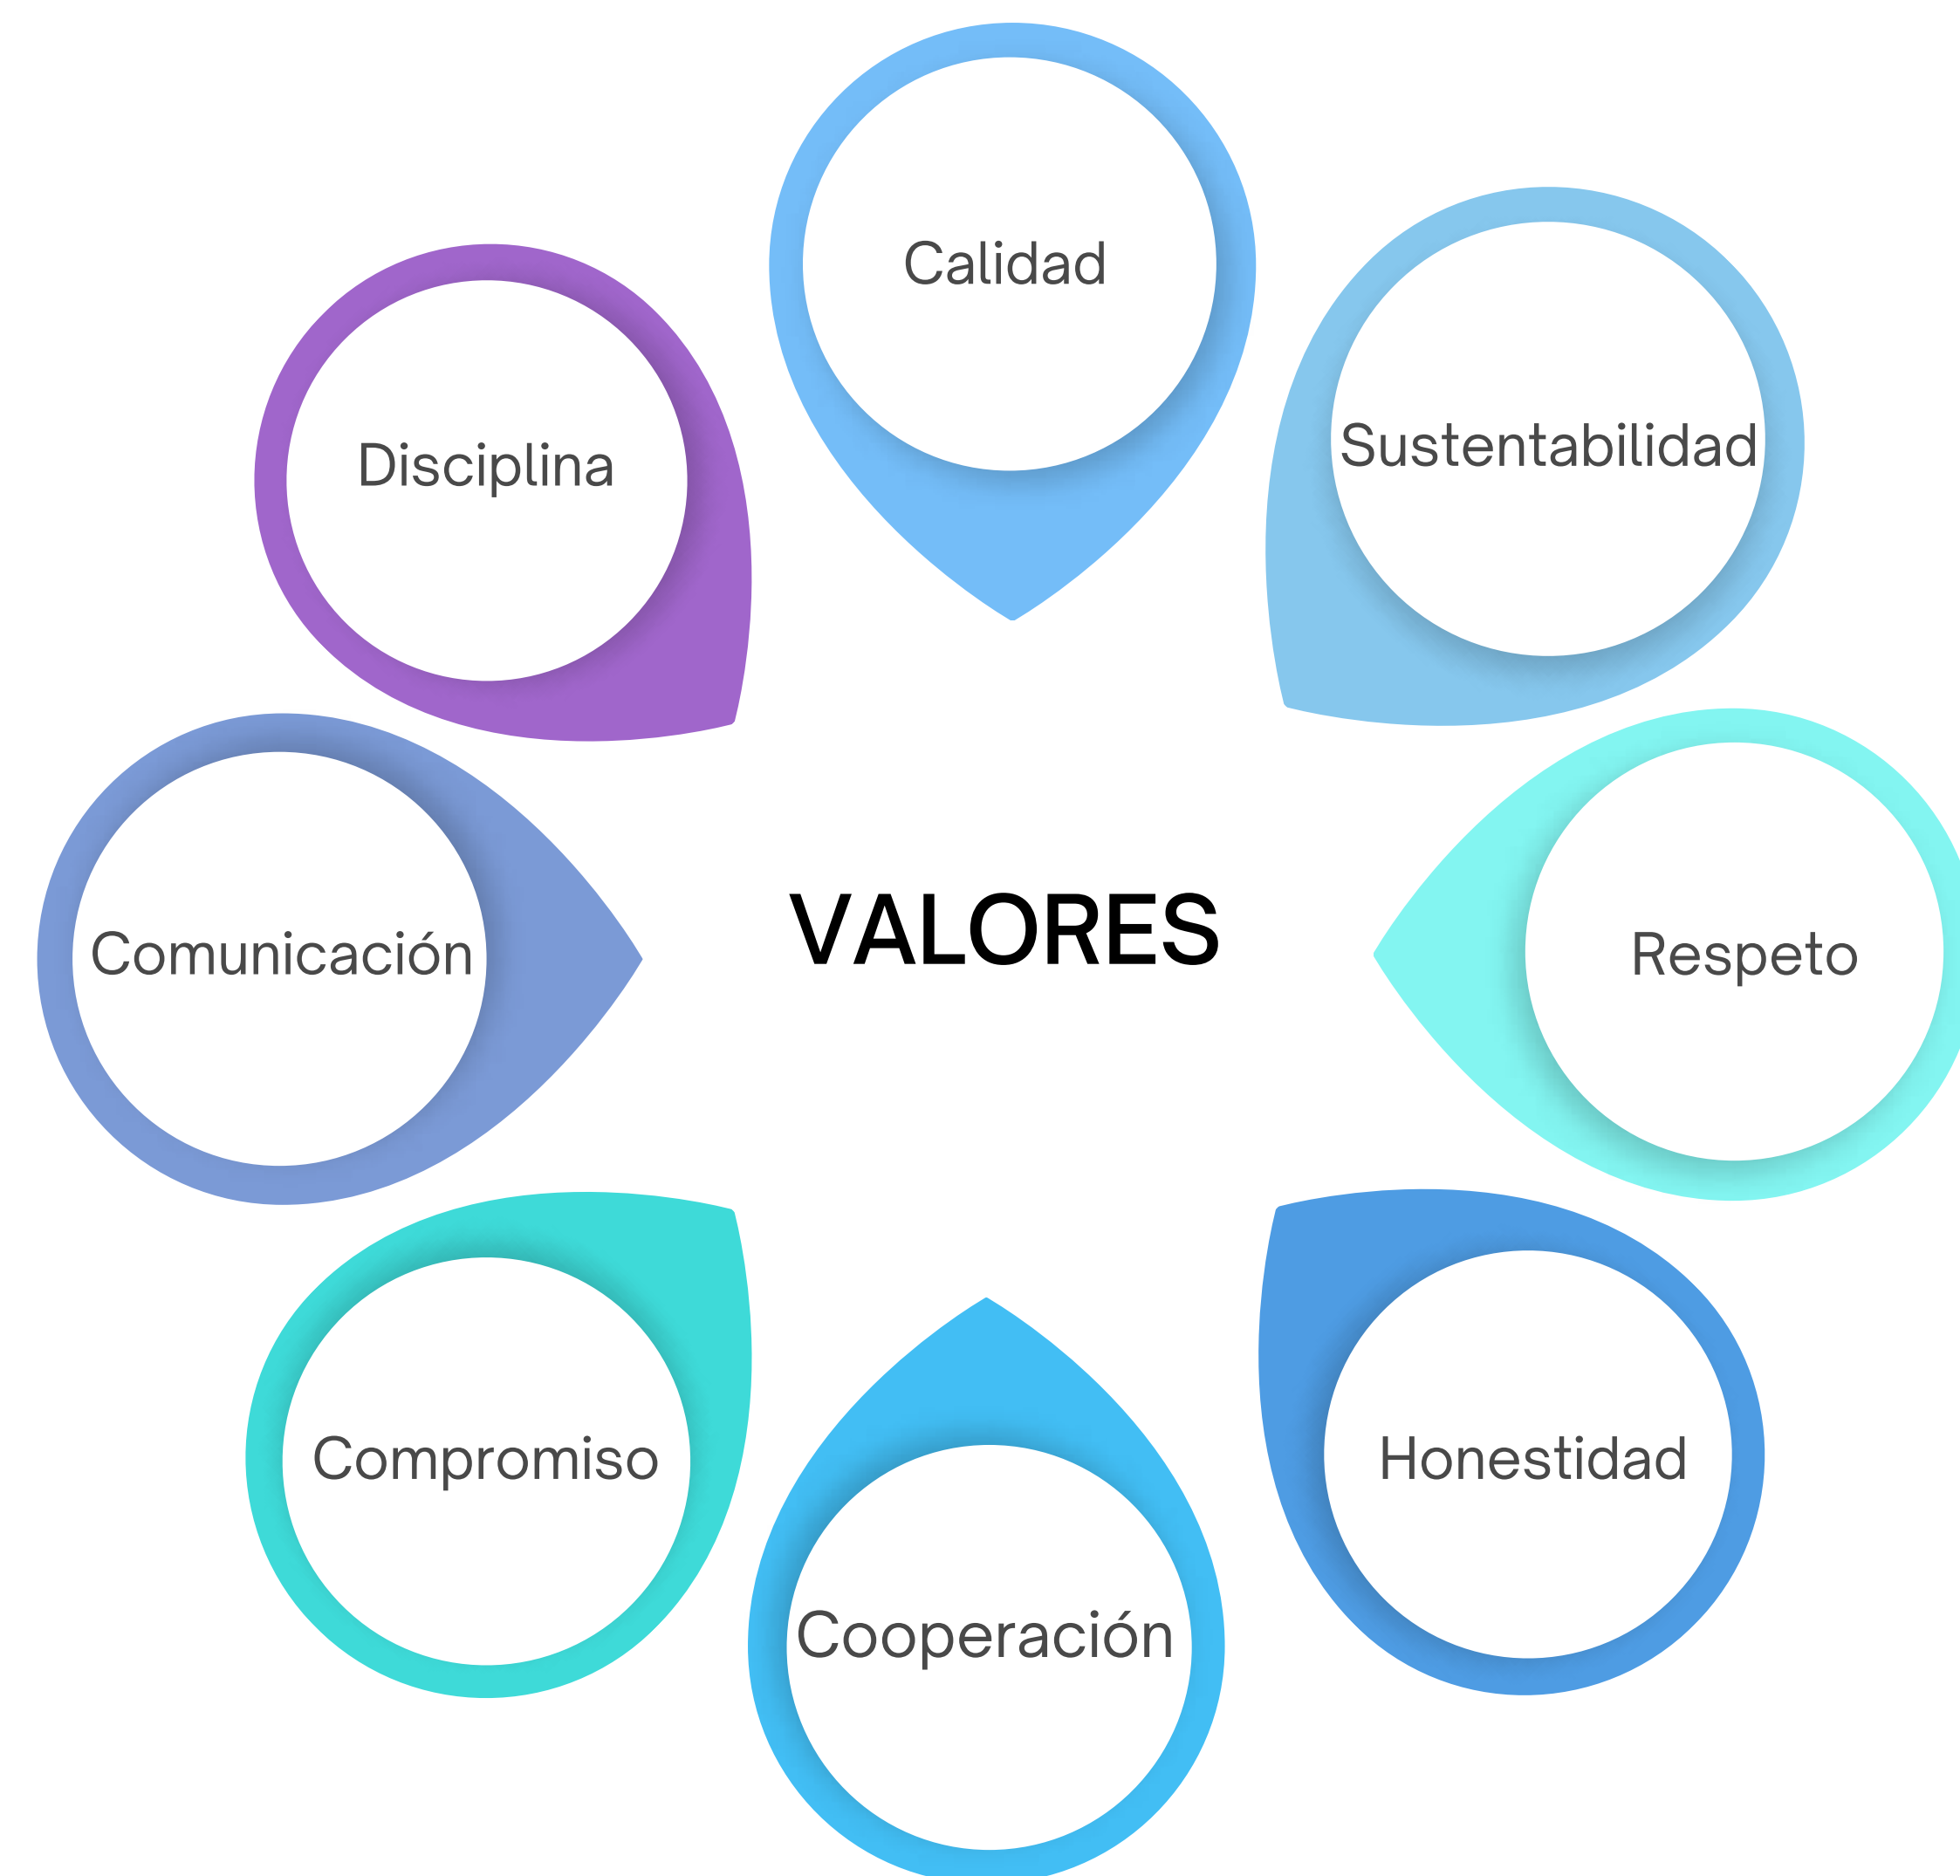 Calidad
Sustentabilidad
Disciplina
VALORES
Comunicación
Respeto
Compromiso
Honestidad
Cooperación